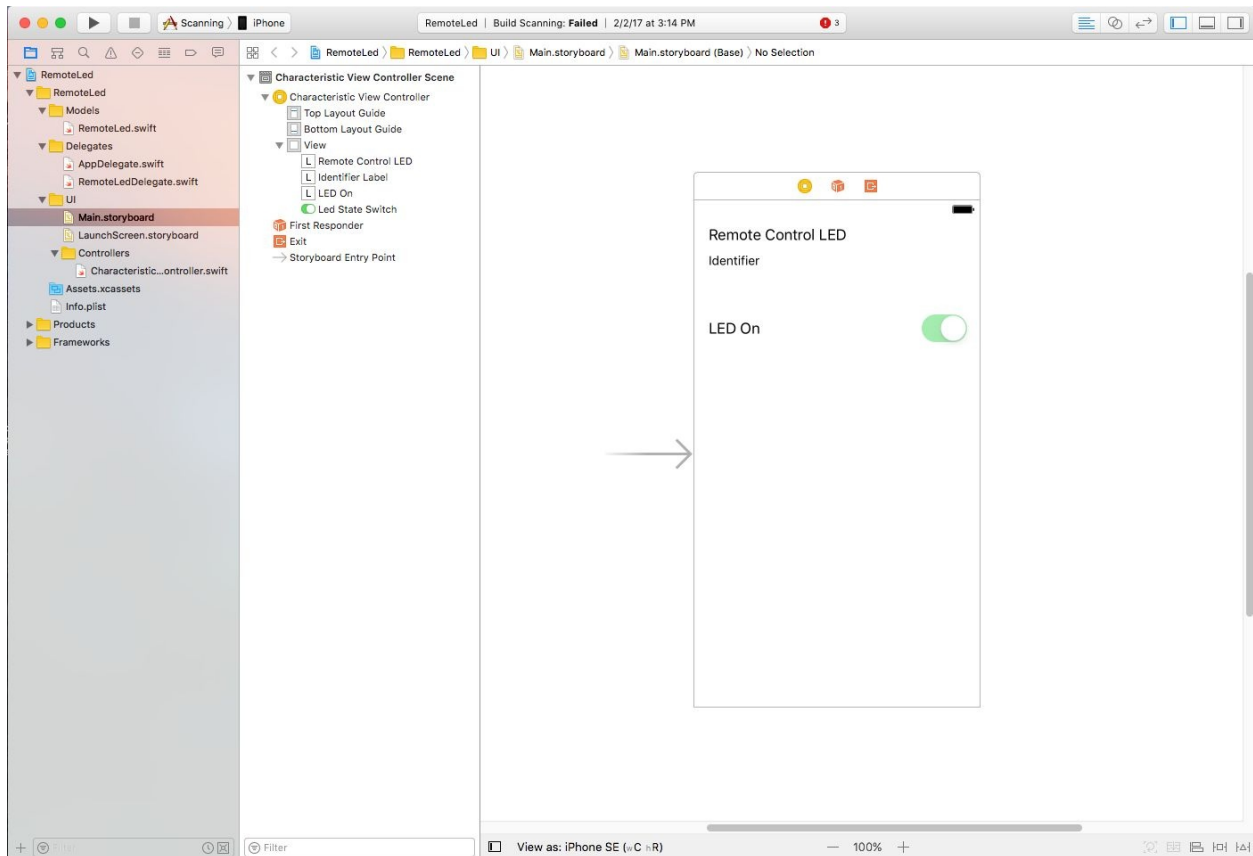 Scanning iPhone RemoteLed | Build Scanning: Failed | 2/2/17 at 3:14 PM 3
RemoteLed RemoteLed UI Main.storyboard Main.storyboard (Base) No Selection
RemoteLed
RemoteLed
Models
RemoteLed.swift
Delegates
AppDelegate.swift
RemoteLedDelegate.swift
UI
Main.storyboard
LaunchScreen.storyboard
Controllers
Characteristic...ontroller.swift
Assets.xcassets
Info.plist
Products
Frameworks
Characteristic View Controller Scene
Characteristic View Controller
Top Layout Guide
Bottom Layout Guide
View
L Remote Control LED
L Identifier Label
L LED On
Led State Switch
First Responder
Exit
Storyboard Entry Point
Remote Control LED
Identifier
LED On
Filter
View as: iPhone SE (wC hR) — 100% +